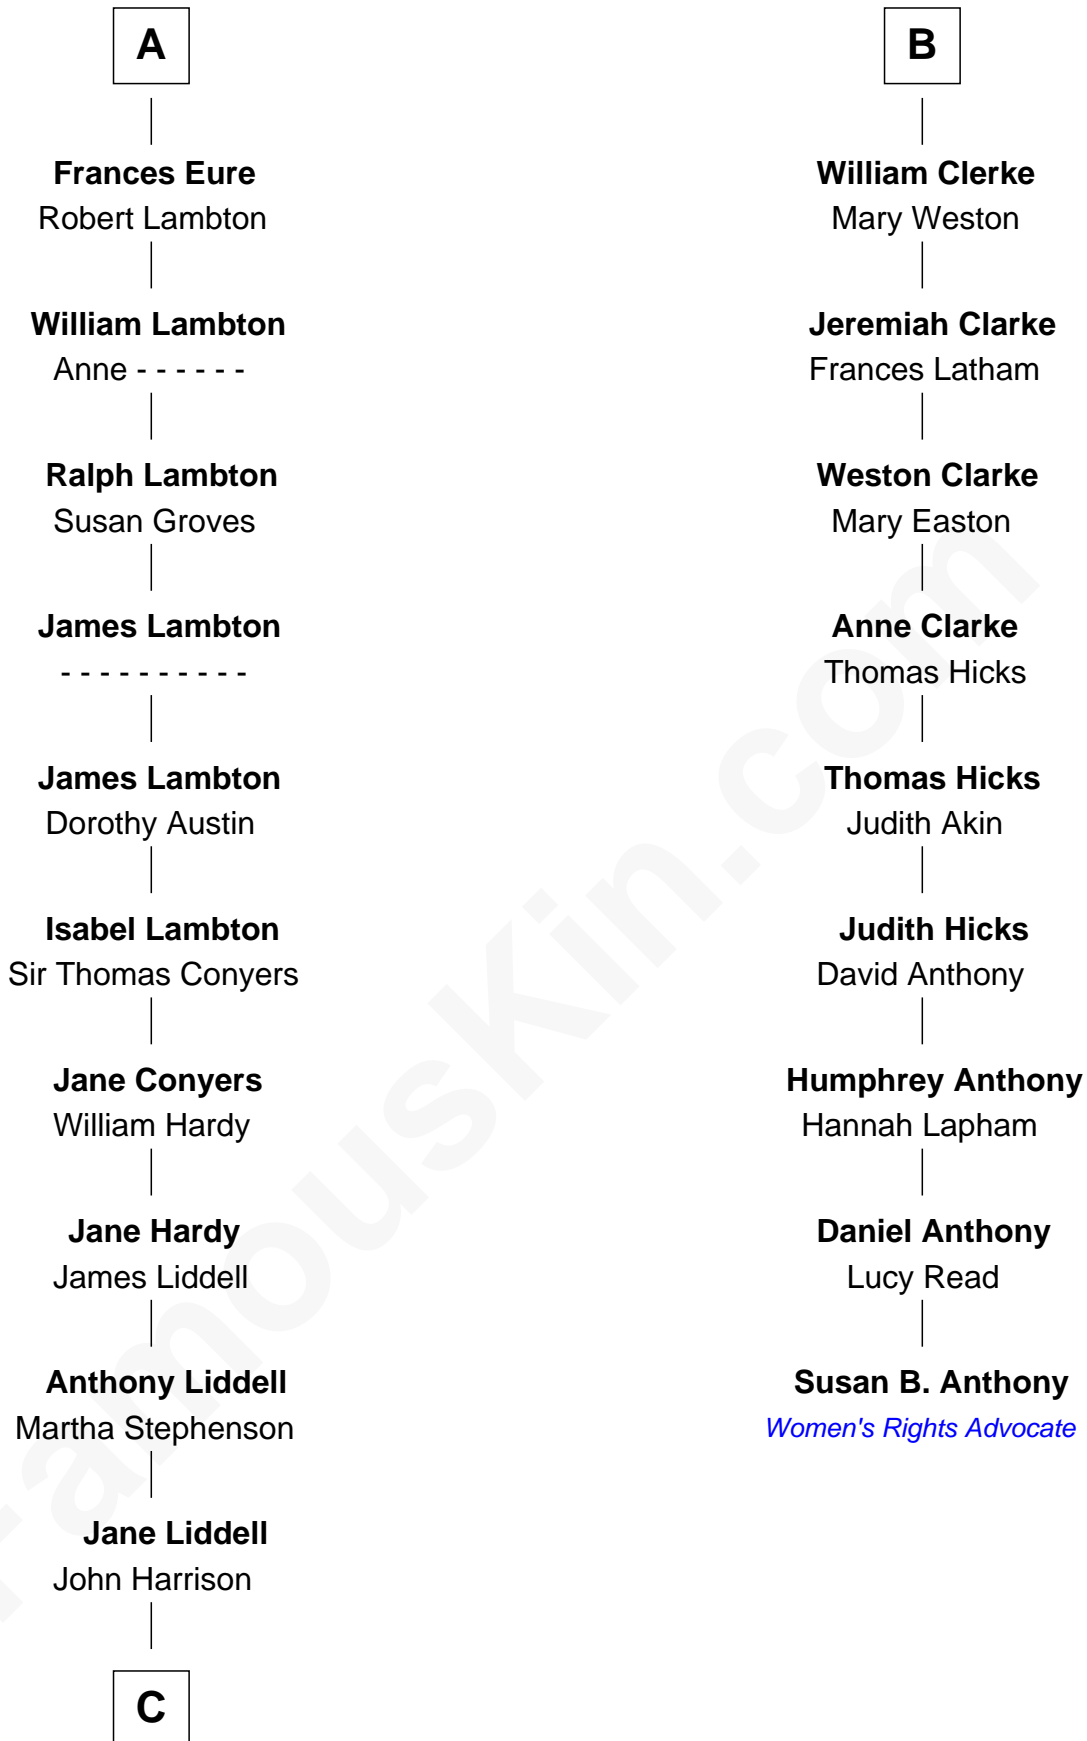 A
Frances Eure
Robert Lambton
William Lambton
Anne - - - - - -
Ralph Lambton
Susan Groves
James Lambton
- - - - - - - - - -
James Lambton
Dorothy Austin
Isabel Lambton
Sir Thomas Conyers
Jane Conyers
William Hardy
Jane Hardy
James Liddell
Anthony Liddell
Martha Stephenson
Jane Liddell
John Harrison
C
B
William Clerke
Mary Weston
Jeremiah Clarke
Frances Latham
Weston Clarke
Mary Easton
Anne Clarke
Thomas Hicks
Thomas Hicks
Judith Akin
Judith Hicks
David Anthony
Humphrey Anthony
Hannah Lapham
Daniel Anthony
Lucy Read
Susan B. Anthony
Women's Rights Advocate
FamousKin.com